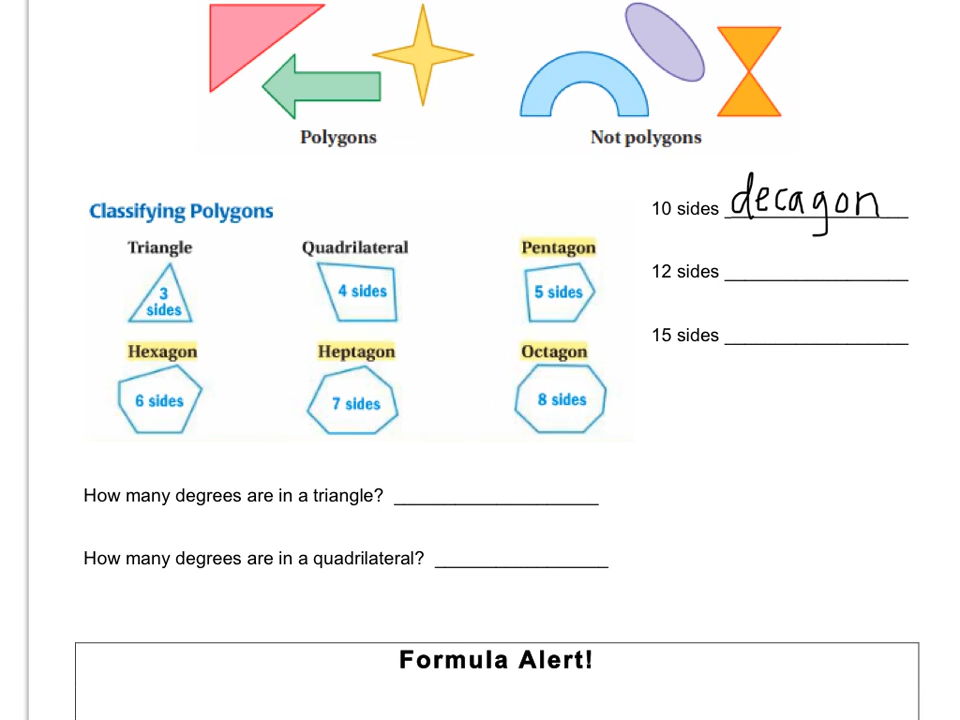 Polygons Not polygons
Classifying Polygons
10 sides decagon
12 sides
15 sides
Triangle Quadrilateral Pentagon
3 sides
4 sides
5 sides
Hexagon Heptagon Octagon
6 sides
7 sides
8 sides
How many degrees are in a triangle?
How many degrees are in a quadrilateral?
Formula Alert!